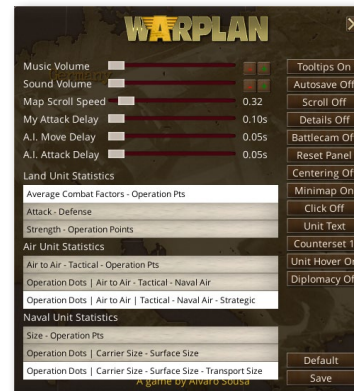 WARPLAN
Music Volume
Sound Volume
Map Scroll Speed 0.32
My Attack Delay 0.10s
A.I. Move Delay 0.05s
A.I. Attack Delay 0.05s
Land Unit Statistics
Average Combat Factors - Operation Pts
Attack - Defense
Strength - Operation Points
Air Unit Statistics
Air to Air - Tactical - Operation Pts
Operation Dots | Air to Air - Tactical - Naval Air
Operation Dots | Air to Air | Tactical - Naval Air - Strategic
Naval Unit Statistics
Size - Operation Pts
Operation Dots | Carrier Size - Surface Size
Operation Dots | Carrier Size - Surface Size - Transport Size
A game by Alvaro Sousa
Tooltips On
Autosave Off
Scroll Off
Details Off
Battlecam Off
Reset Panel
Centering Off
Minimap On
Click Off
Unit Text
Counterset 1
Unit Hover On
Diplomacy Off
Default
Save